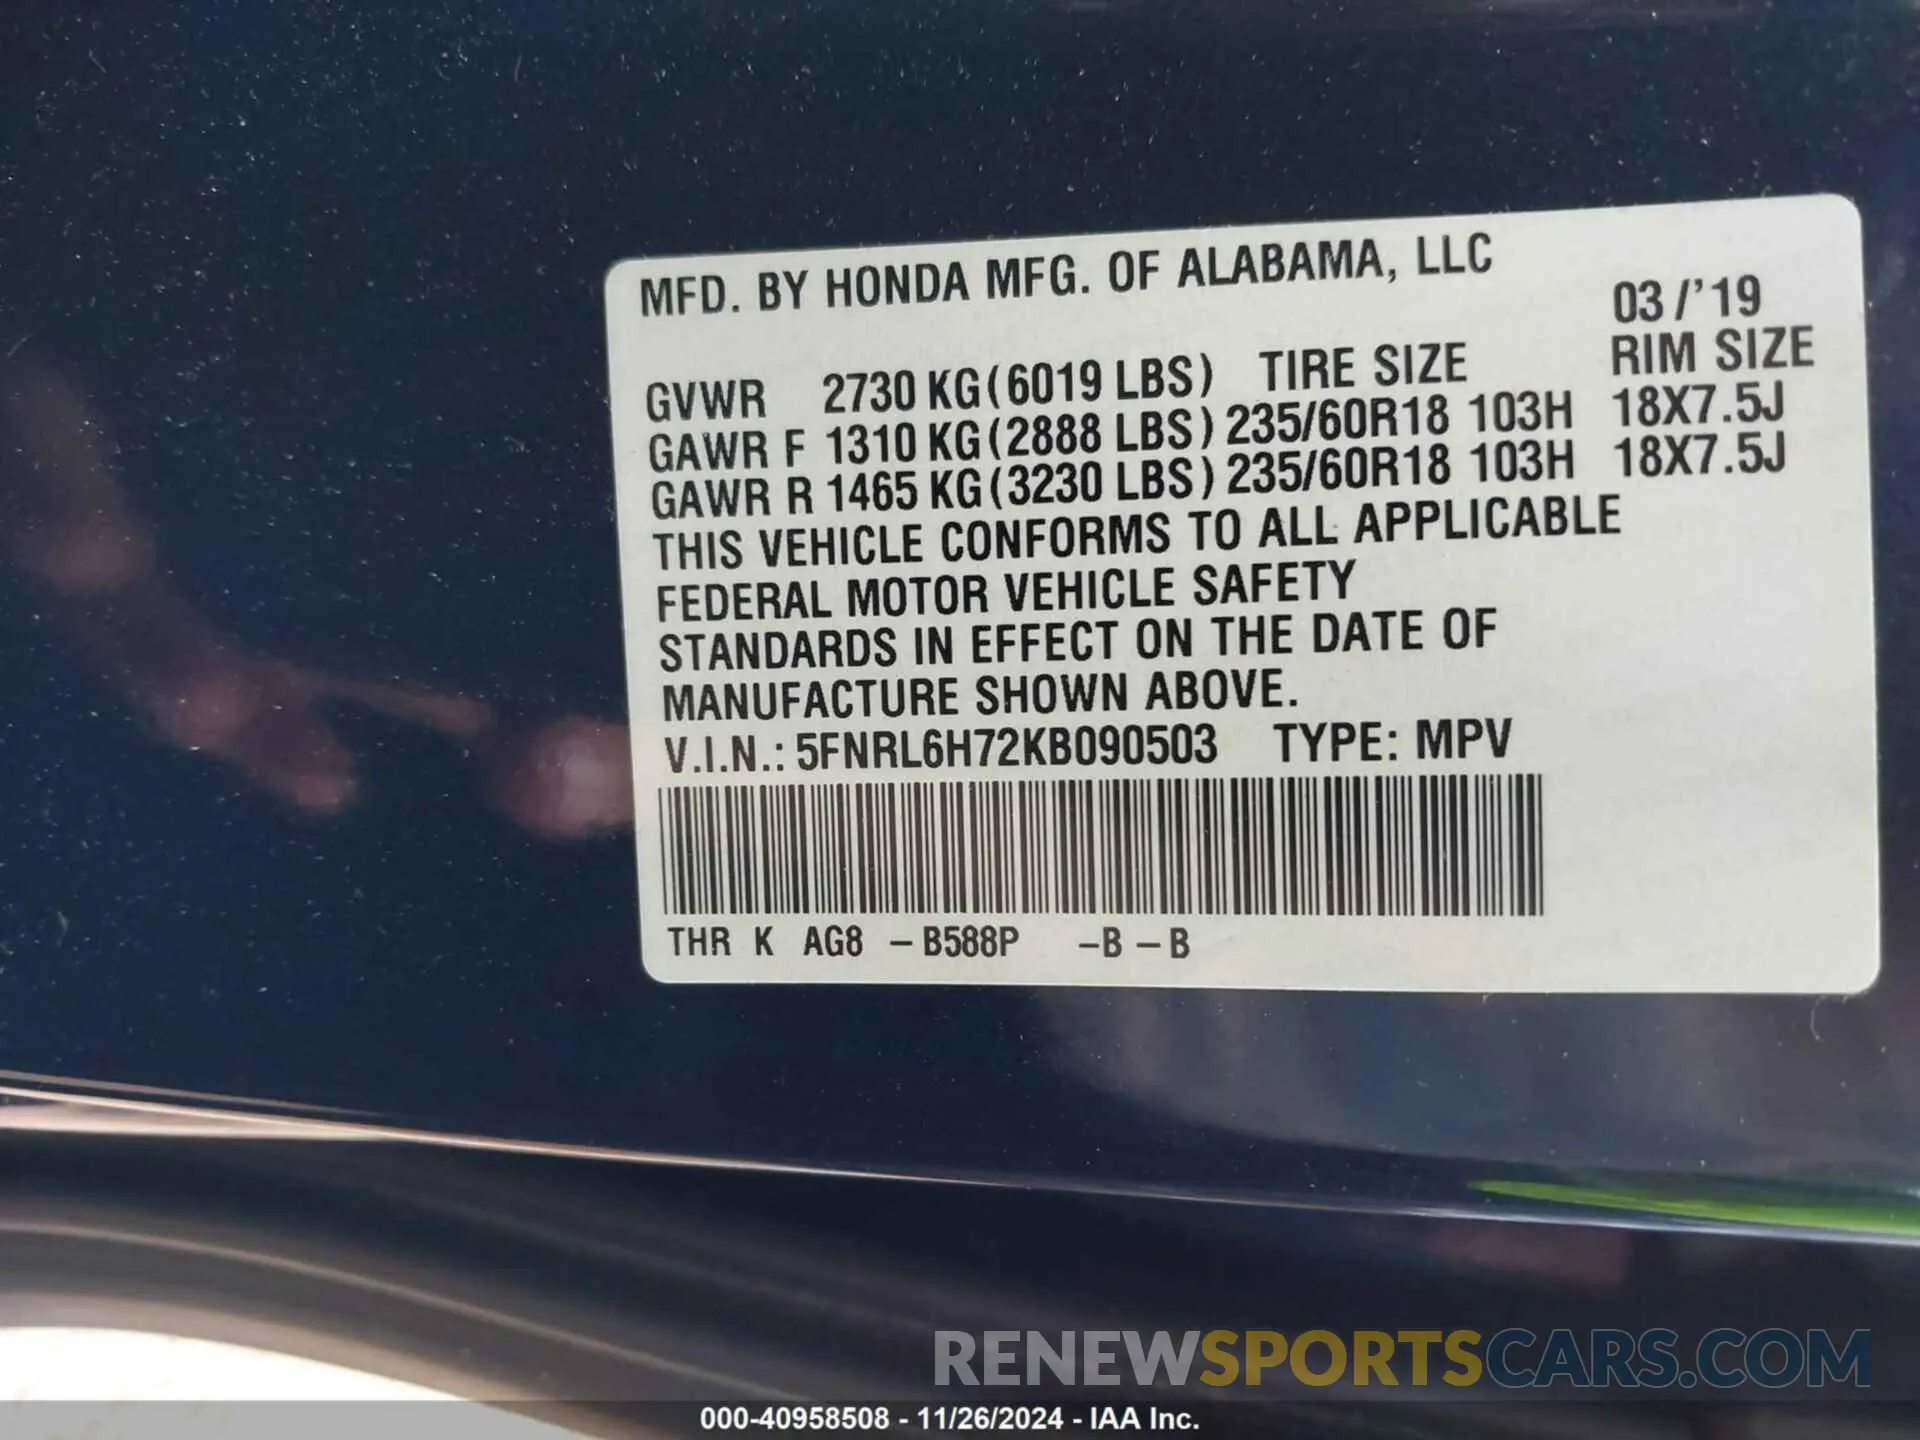 MFD. BY HONDA MFG. OF ALABAMA, LLC
03/'19
GVWR 2730 KG(6019 LBS) TIRE SIZE RIM SIZE
GAWR F 1310 KG(2888 LBS) 235/60R18 103H 18X7.5J
GAWR R 1465 KG(3230 LBS) 235/60R18 103H 18X7.5J
THIS VEHICLE CONFORMS TO ALL APPLICABLE
FEDERAL MOTOR VEHICLE SAFETY
STANDARDS IN EFFECT ON THE DATE OF
MANUFACTURE SHOWN ABOVE.
V.I.N.: 5FNRL6H72KB090503 TYPE: MPV
THR K AG8 -B588P -B-B
RENEWSPORTSCARS.COM
000-40958508 - 11/26/2024 - IAA Inc.